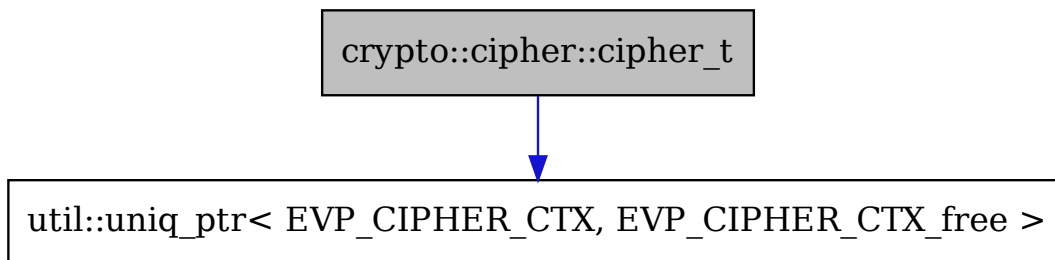 crypto::cipher::cipher_t
util::uniq_ptr< EVP_CIPHER_CTX, EVP_CIPHER_CTX_free >